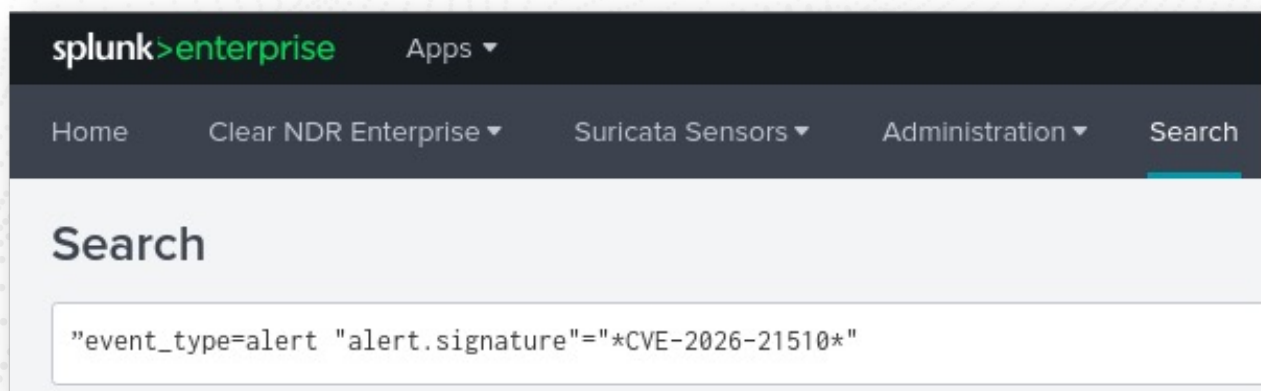 splunk>enterprise Apps
Home Clear NDR Enterprise Suricata Sensors Administration Search
Search
”event_type=alert "alert.signature"="*CVE-2026-21510*"